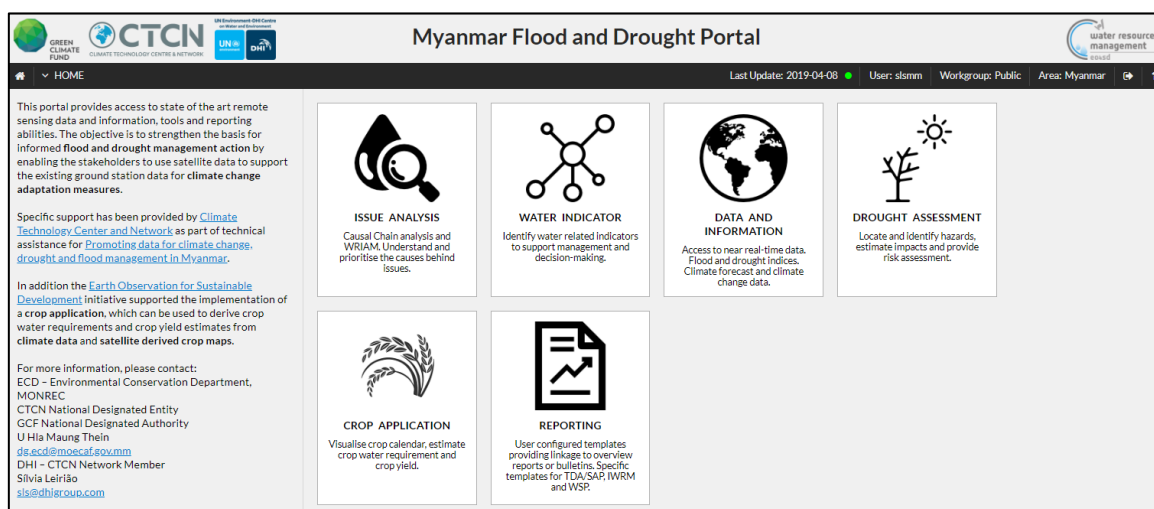 GREEN
CLIMATE
FUND
CTCN
CLIMATE TECHNOLOGY CENTRE & NETWORK
UN Environment-DHI Centre
on Water and Environment
UN
DHI
Myanmar Flood and Drought Portal
water resource
management
eo4sd
HOME
Last Update: 2019-04-08
User: slsmm
Workgroup: Public
Area: Myanmar
This portal provides access to state of the art remote
sensing data and information, tools and reporting
abilities. The objective is to strengthen the basis for
informed flood and drought management action by
enabling the stakeholders to use satellite data to support
the existing ground station data for climate change
adaptation measures.
Specific support has been provided by Climate
Technology Center and Network as part of technical
assistance for Promoting data for climate change,
drought and flood management in Myanmar.
In addition the Earth Observation for Sustainable
Development initiative supported the implementation of
a crop application, which can be used to derive crop
water requirements and crop yield estimates from
climate data and satellite derived crop maps.
For more information, please contact:
ECD – Environmental Conservation Department,
MONREC
CTCN National Designated Entity
GCF National Designated Authority
U Hla Maung Thein
dg.ecd@moecaf.gov.mm
DHI – CTCN Network Member
Sílvia Leirião
sls@dhigroup.com
ISSUE ANALYSIS
Causal Chain analysis and
WRIAM. Understand and
prioritise the causes behind
issues.
WATER INDICATOR
Identify water related indicators
to support management and
decision-making.
DATA AND
INFORMATION
Access to near real-time data.
Flood and drought indices.
Climate forecast and climate
change data.
DROUGHT ASSESSMENT
Locate and identify hazards,
estimate impacts and provide
risk assessment.
CROP APPLICATION
Visualise crop calendar, estimate
crop water requirement and
crop yield.
REPORTING
User configured templates
providing linkage to overview
reports or bulletins. Specific
templates for TDA/SAP, IWRM
and WSP.